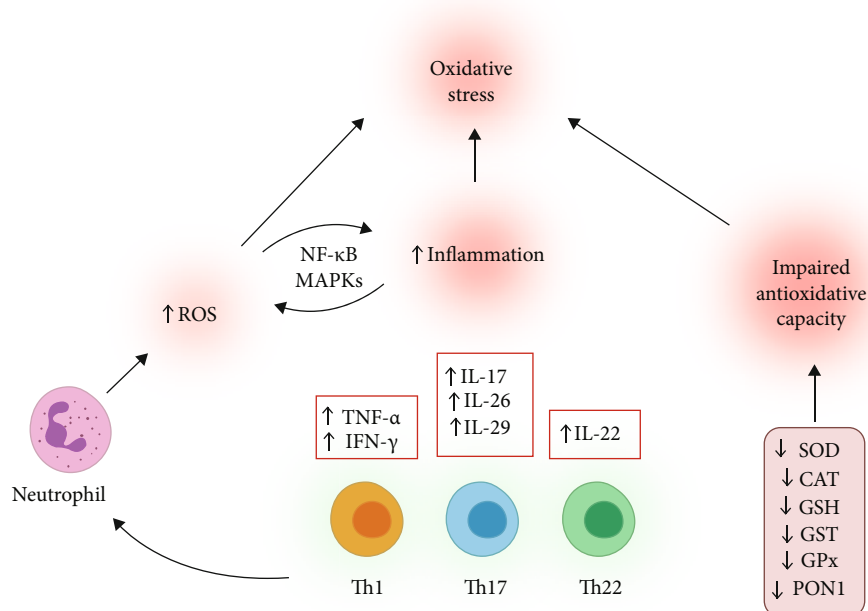 Oxidative
stress
NF-κB
MAPKs
↑ Inflammation
↑ ROS
Impaired
antioxidative
capacity
↑ TNF-α
↑ IFN-γ
↑ IL-17
↑ IL-26
↑ IL-29
↑ IL-22
Neutrophil
Th1
Th17
Th22
↓ SOD
↓ CAT
↓ GSH
↓ GST
↓ GPx
↓ PON1